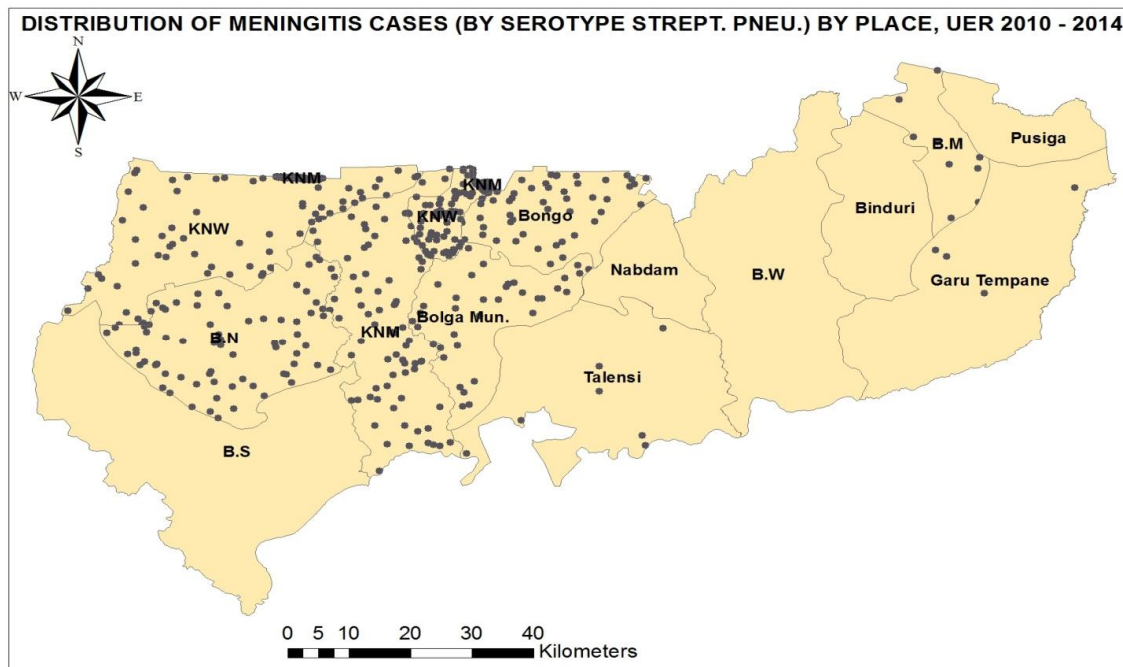 DISTRIBUTION OF MENINGITIS CASES (BY SEROTYPE STREPT. PNEU.) BY PLACE, UER 2010 - 2014
N
W E
S
KNM
KNM
B.M
Pusiga
KNW
KNW
Bongo
Binduri
Nabdam
B.W
Garu Tempane
B.N
KNM
Bolga Mun.
Talensi
B.S
0 5 10 20 30 40
Kilometers